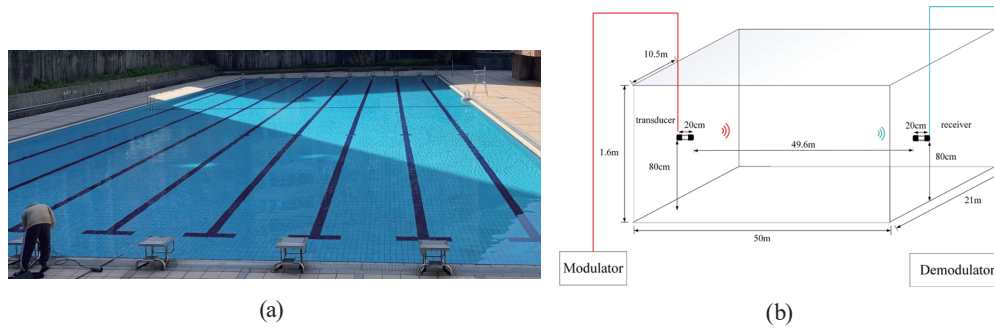 10.5m
transducer
20cm
receiver
20cm
49.6m
1.6m
80cm
80cm
21m
50m
Modulator
Demodulator
(a)
(b)